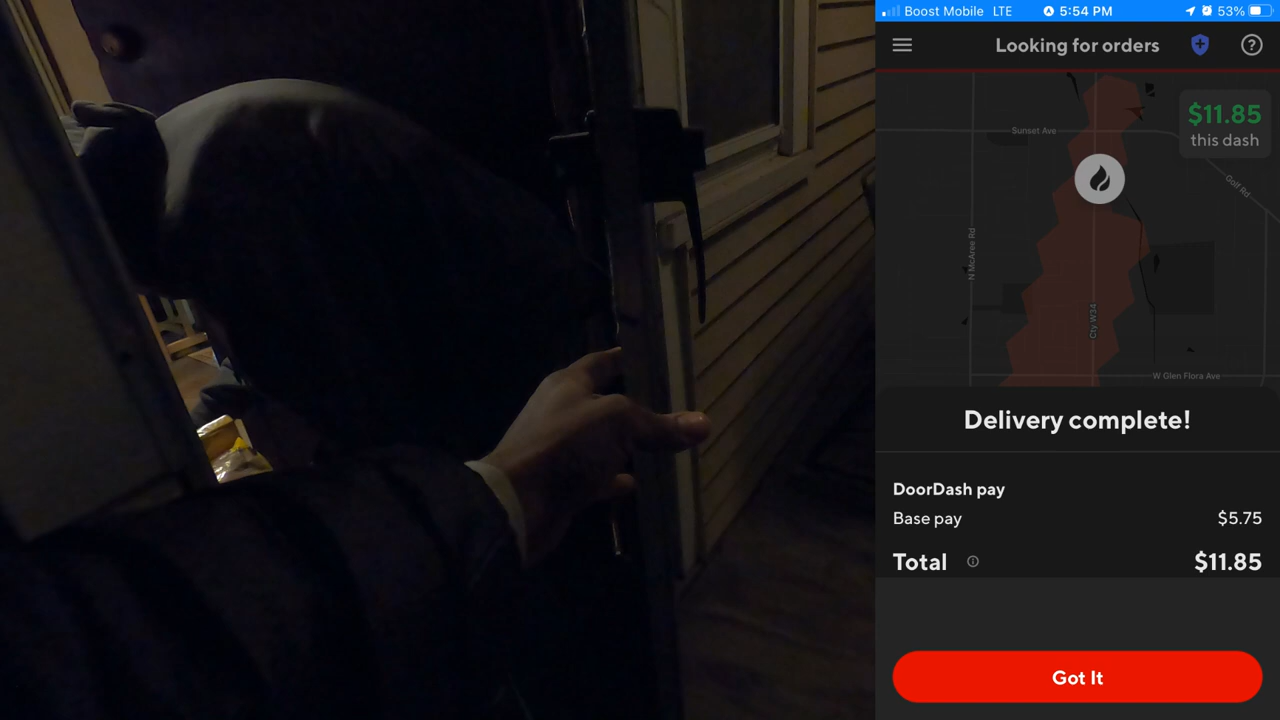 Boost Mobile LTE 5:54 PM 53%
Looking for orders
$11.85
this dash
Sunset Ave
Golf Rd
N McAree Rd
Cty W34
W Glen Flora Ave
Delivery complete!
DoorDash pay
Base pay $5.75
Total $11.85
Got It